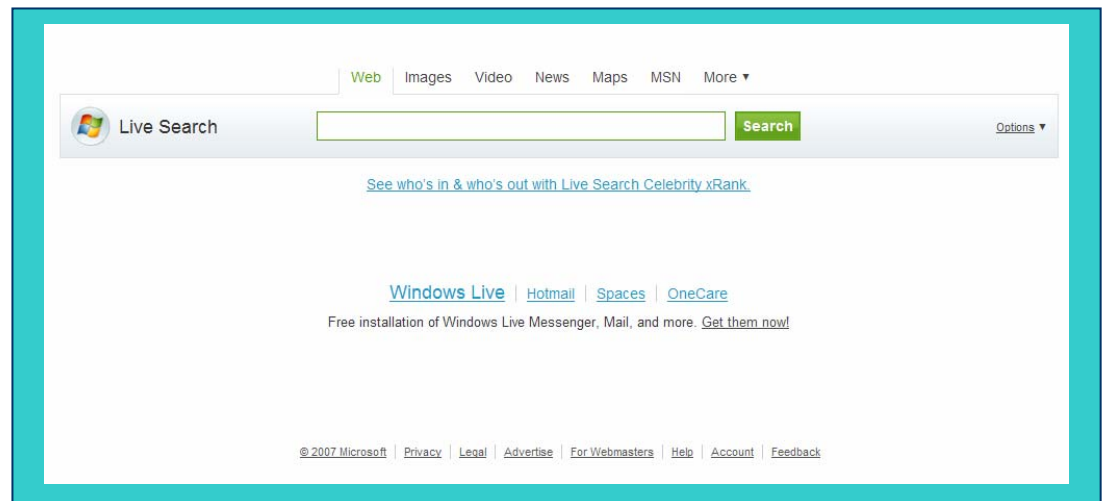 Web Images Video News Maps MSN More ▼
Live Search Search Options ▼
See who's in & who's out with Live Search Celebrity xRank.
Windows Live | Hotmail | Spaces | OneCare
Free installation of Windows Live Messenger, Mail, and more. Get them now!
© 2007 Microsoft | Privacy | Legal | Advertise | For Webmasters | Help | Account | Feedback